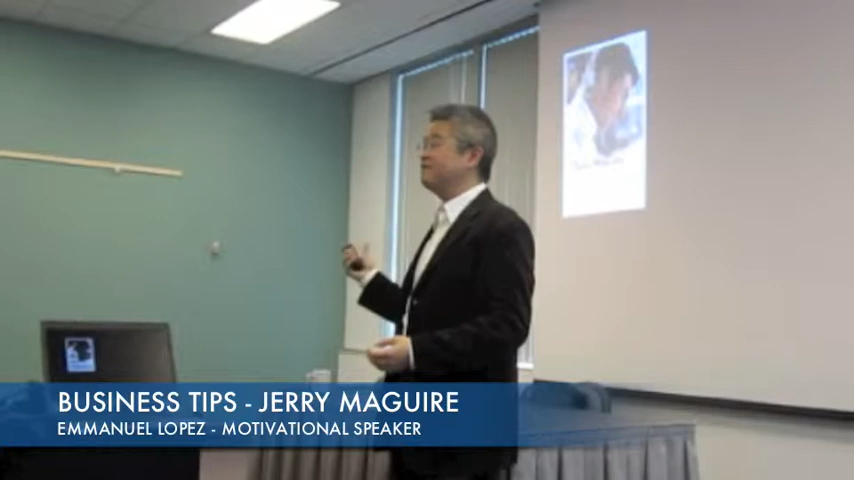 BUSINESS TIPS - JERRY MAGUIRE
EMMANUEL LOPEZ - MOTIVATIONAL SPEAKER